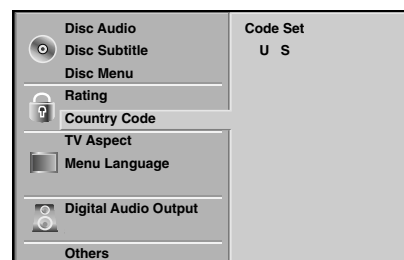 Disc Audio
Disc Subtitle
Disc Menu
Rating
Country Code
TV Aspect
Menu Language
Digital Audio Output
Others
Code Set
U S